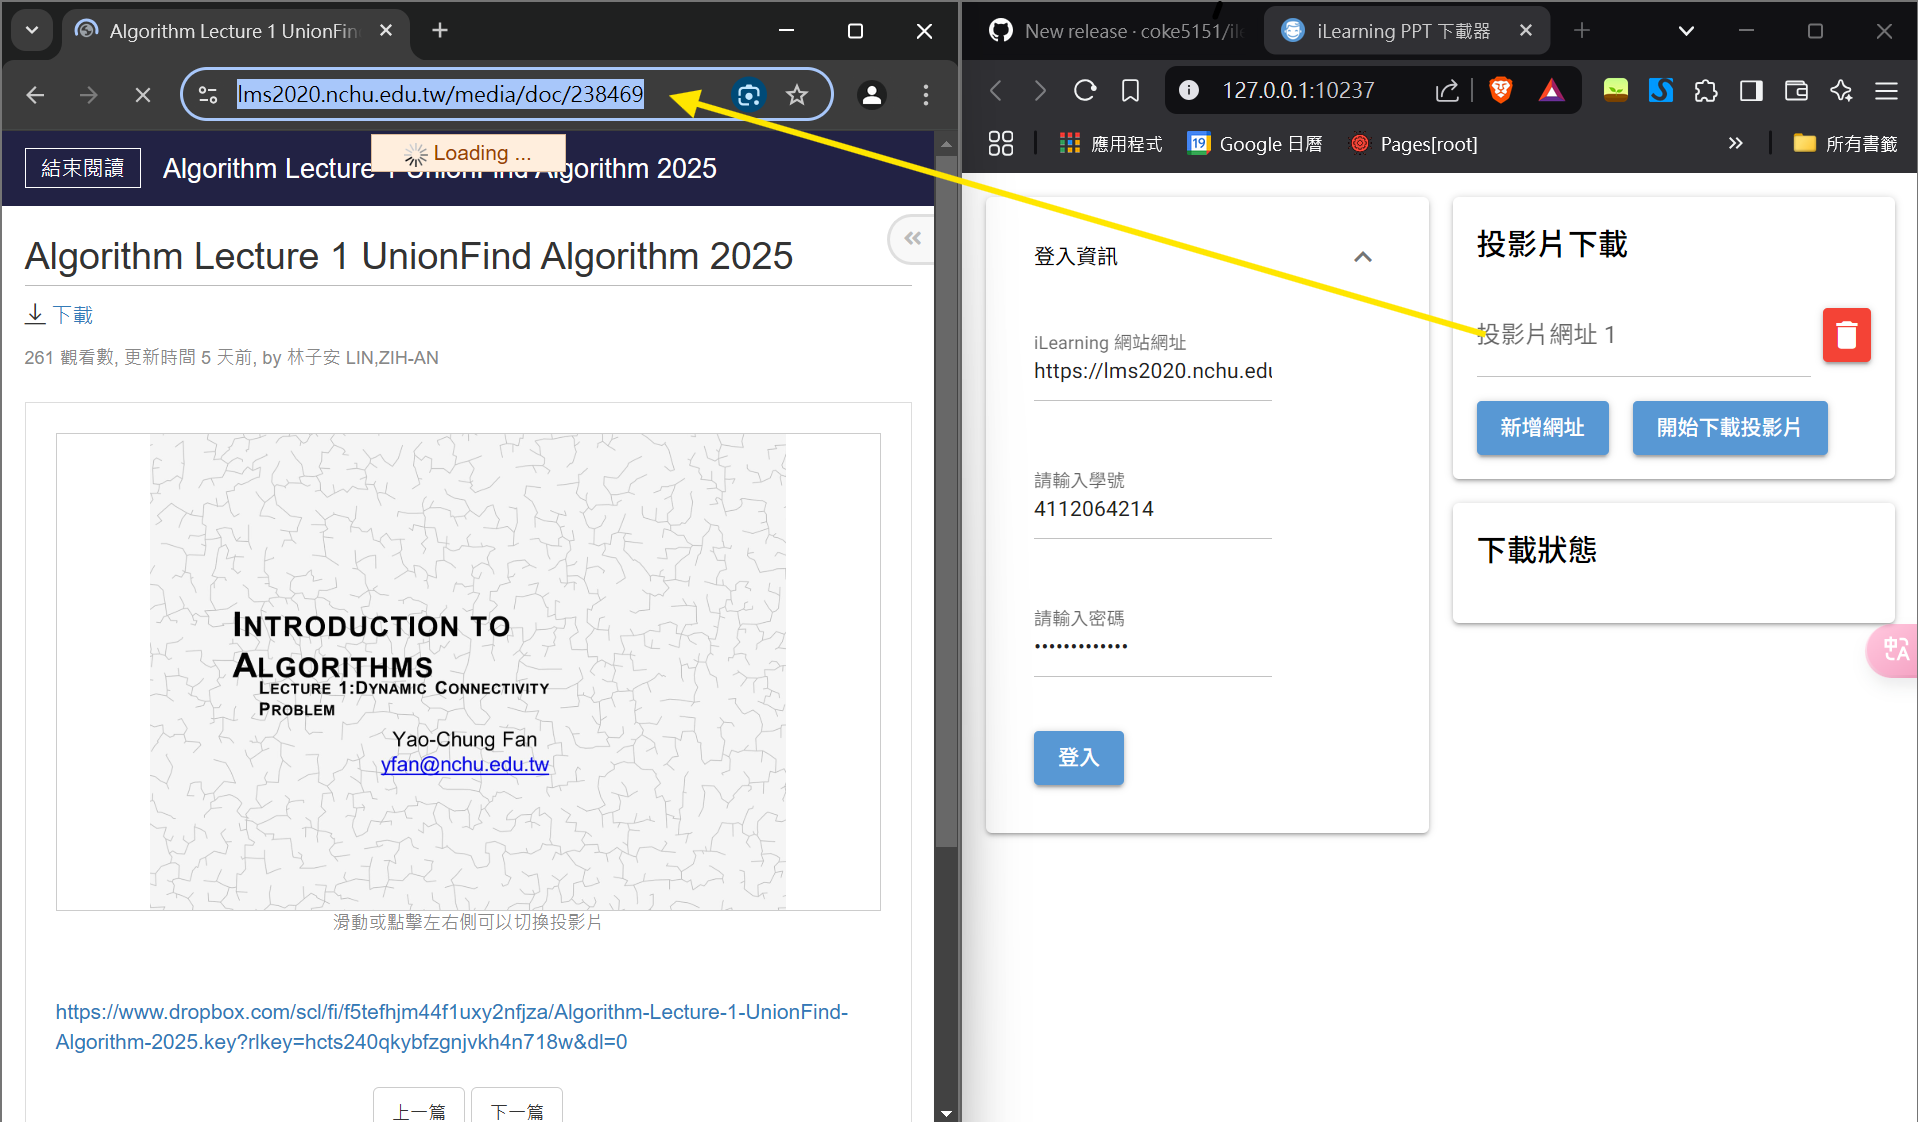 Algorithm Lecture 1 UnionFin
lms2020.nchu.edu.tw/media/doc/238469
Loading ...
結束閱讀
Algorithm Lecture 1 UnionFind Algorithm 2025
Algorithm Lecture 1 UnionFind Algorithm 2025
下載
261 觀看數, 更新時間 5 天前, by 林子安 LIN,ZIH-AN
INTRODUCTION TO
ALGORITHMS
LECTURE 1:DYNAMIC CONNECTIVITY
PROBLEM
Yao-Chung Fan
yfan@nchu.edu.tw
滑動或點擊左右側可以切換投影片
https://www.dropbox.com/scl/fi/f5tefhjm44f1uxy2nfjza/Algorithm-Lecture-1-UnionFind-
Algorithm-2025.key?rlkey=hcts240qkybfzgnjvkh4n718w&dl=0
上一篇
下一篇
New release · coke5151/ile
iLearning PPT 下載器
127.0.0.1:10237
應用程式
19
Google 日曆
Pages[root]
所有書籤
登入資訊
iLearning 網站網址
https://lms2020.nchu.edu
請輸入學號
4112064214
請輸入密碼
•••••••••••••
登入
投影片下載
投影片網址 1
新增網址
開始下載投影片
下載狀態
中A